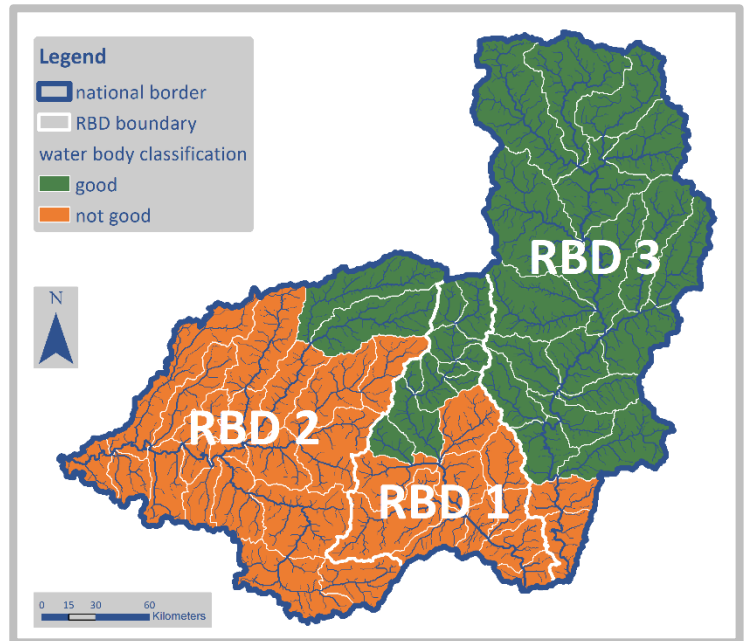 Legend
national border
RBD boundary
water body classification
good
not good
N
RBD 3
RBD 2
RBD 1
0 15 30 60
Kilometers